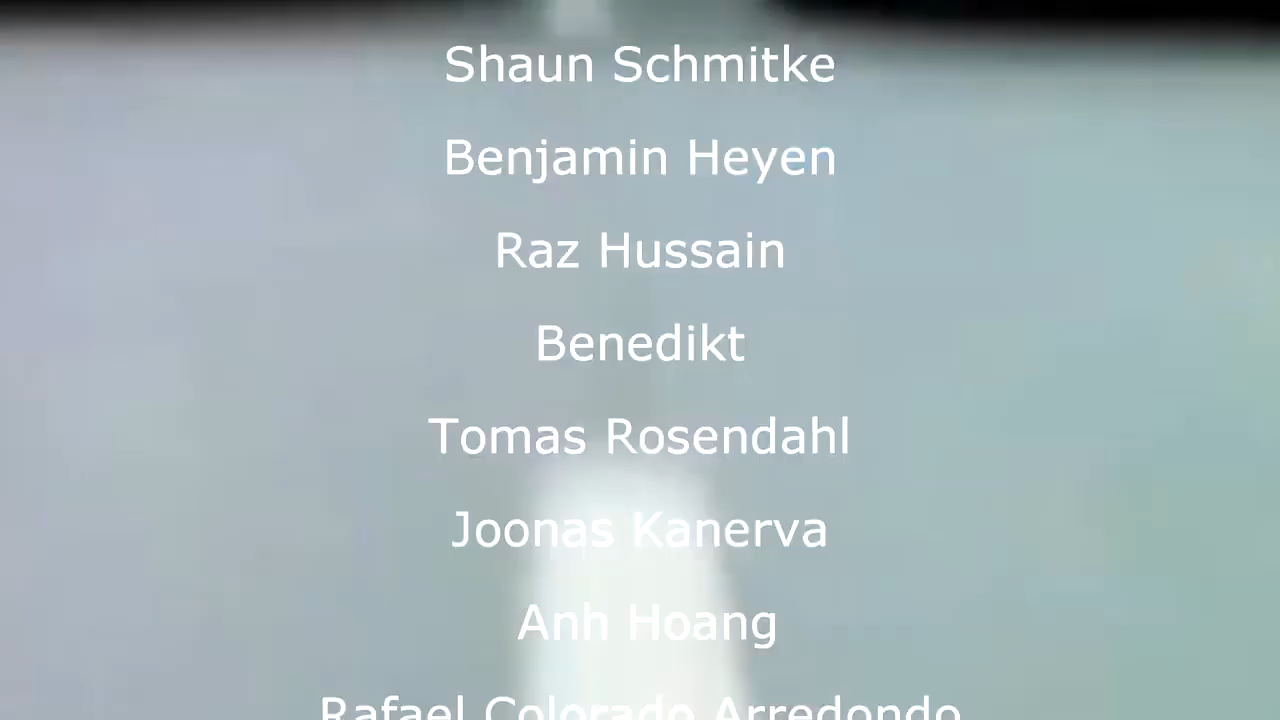 Shaun Schmitke
Benjamin Heyen
Raz Hussain
Benedikt
Tomas Rosendahl
Joonas Kanerva
Anh Hoang
Rafael Colorado Arredondo